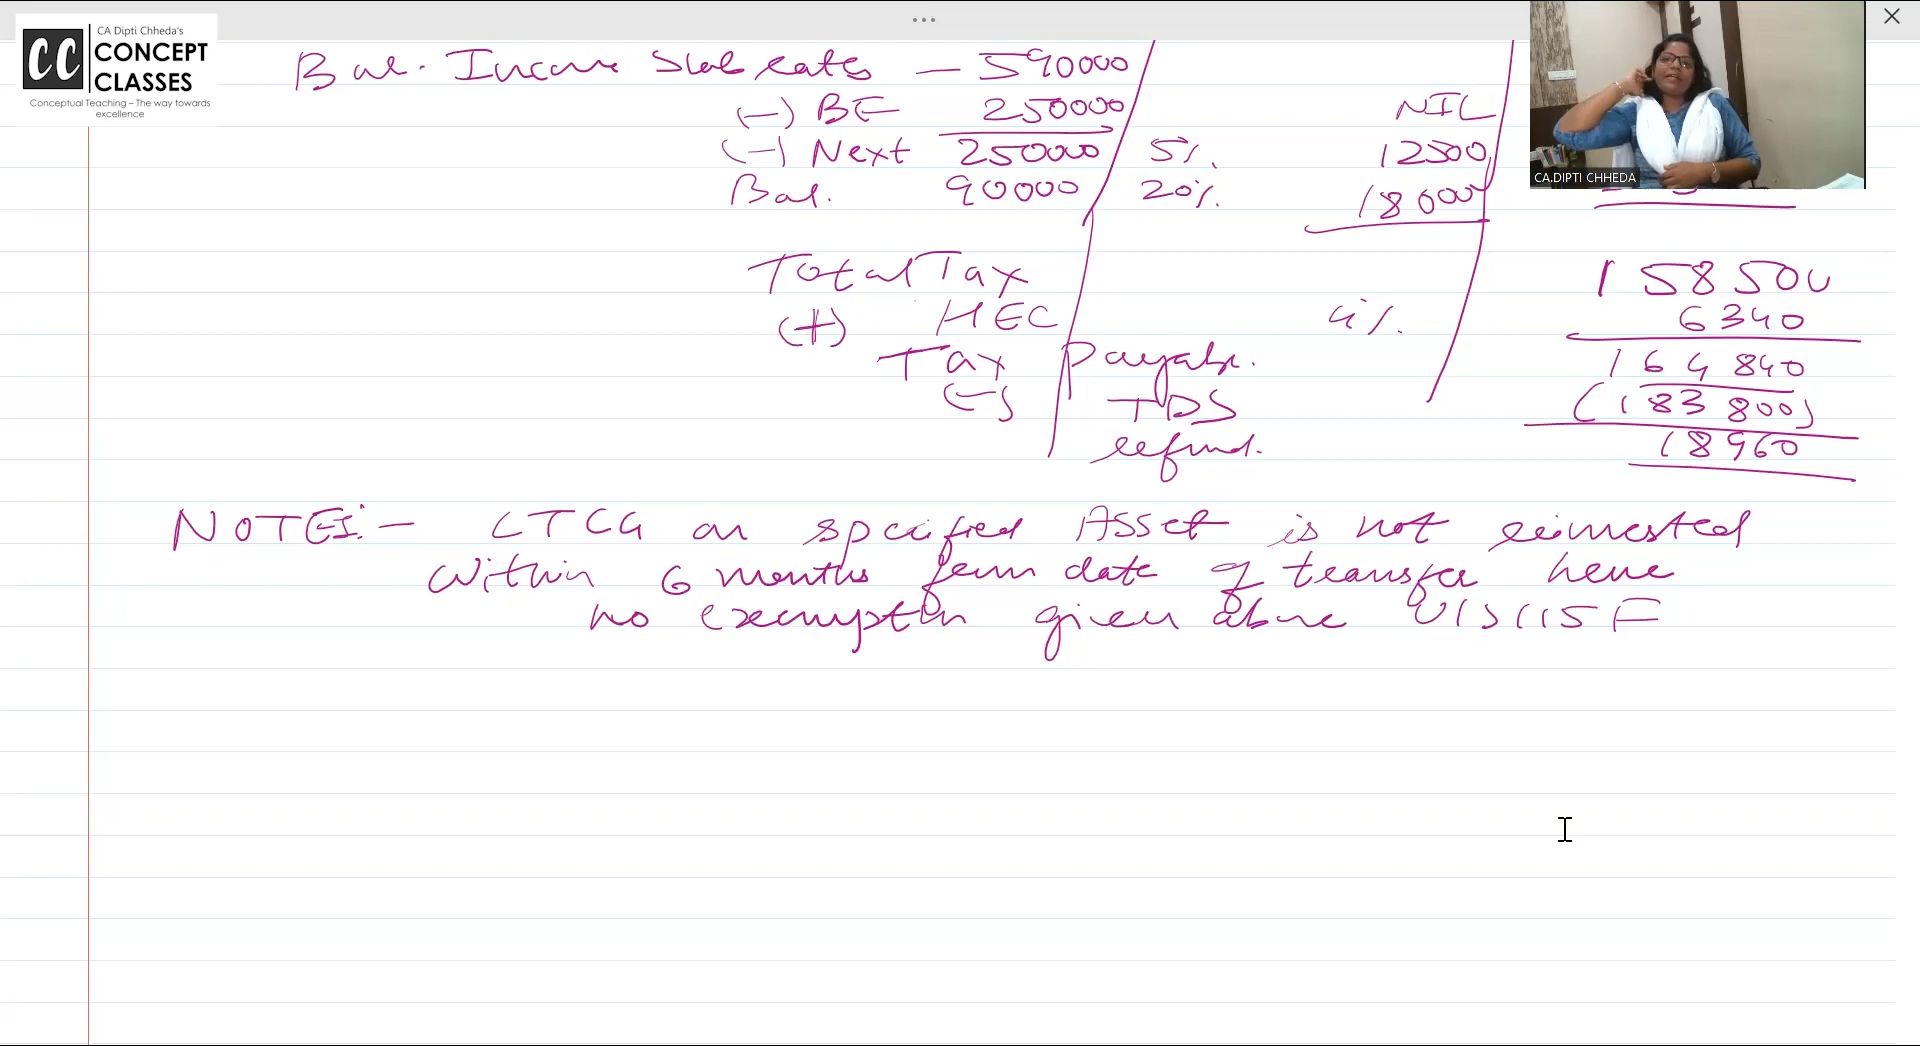 CC
CA Dipti Chheda's
CONCEPT
CLASSES
Conceptual Teaching – The way towards
excellence
Bal. Income Slab rates — 590000
(-) BE 250000 NIL
(-) Next 250000 5% 12500
Bal. 90000 20% 18000
Total Tax 158500
(+) HEC 4% 6340
Tax payable. 164840
(-) TDS (183800)
refund. 18960
NOTE1:- LTCG on specified Asset is not reinvested
within 6 months from date of transfer hence
no exemption given above U/S 115F
CA.DIPTI CHHEDA